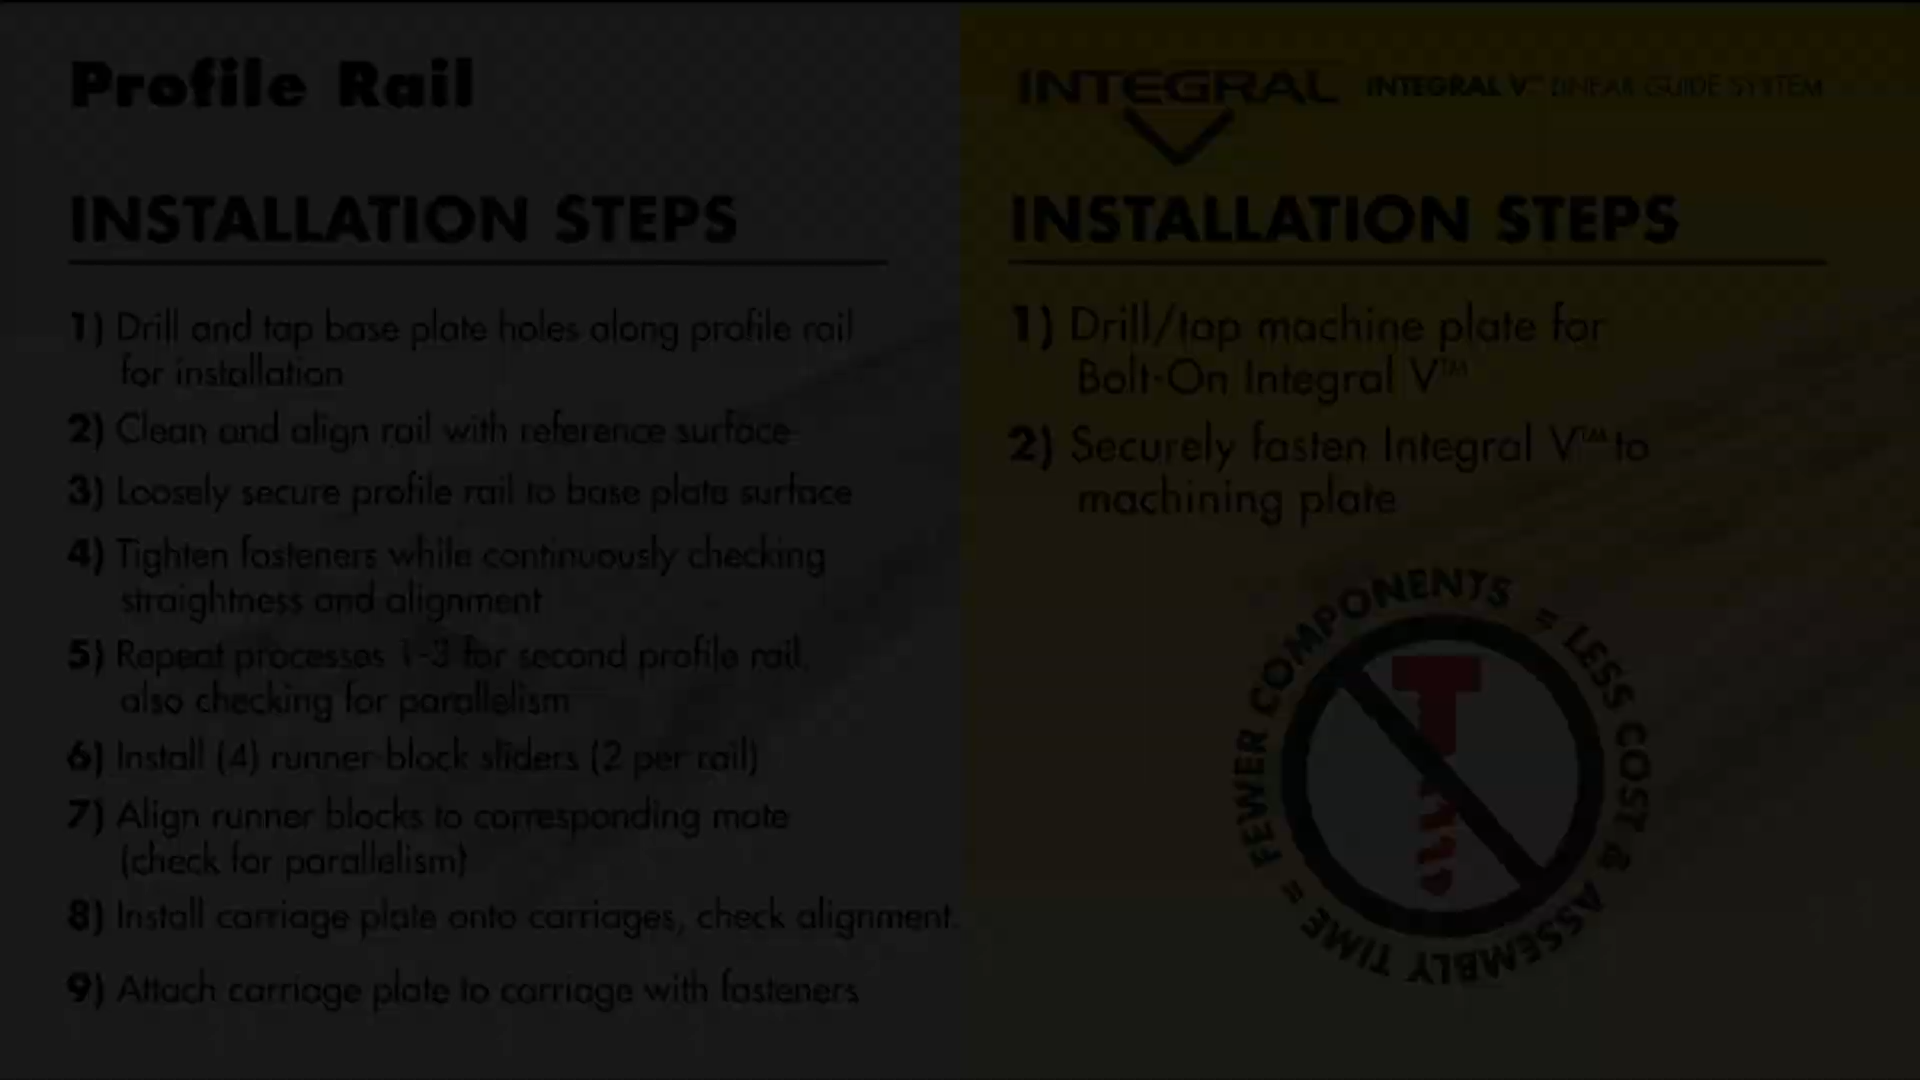 Profile Rail
INSTALLATION STEPS
1) Drill and tap base plate holes along profile rail
for installation
2) Clean and align rail with reference surface
3) Loosely secure profile rail to base plate surface
4) Tighten fasteners while continuously checking
straightness and alignment
5) Repeat processes 1-3 for second profile rail,
also checking for parallelism
6) Install (4) runner block sliders (2 per rail)
7) Align runner blocks to corresponding mate
(check for parallelism)
8) Install carriage plate onto carriages, check alignment.
9) Attach carriage plate to carriage with fasteners
INTEGRAL
INTEGRAL V™ LINEAR GUIDE SYSTEM
INSTALLATION STEPS
1) Drill/tap machine plate for
Bolt-On Integral V™
2) Securely fasten Integral V™ to
machining plate
FEWER COMPONENTS = LESS COST & ASSEMBLY TIME =